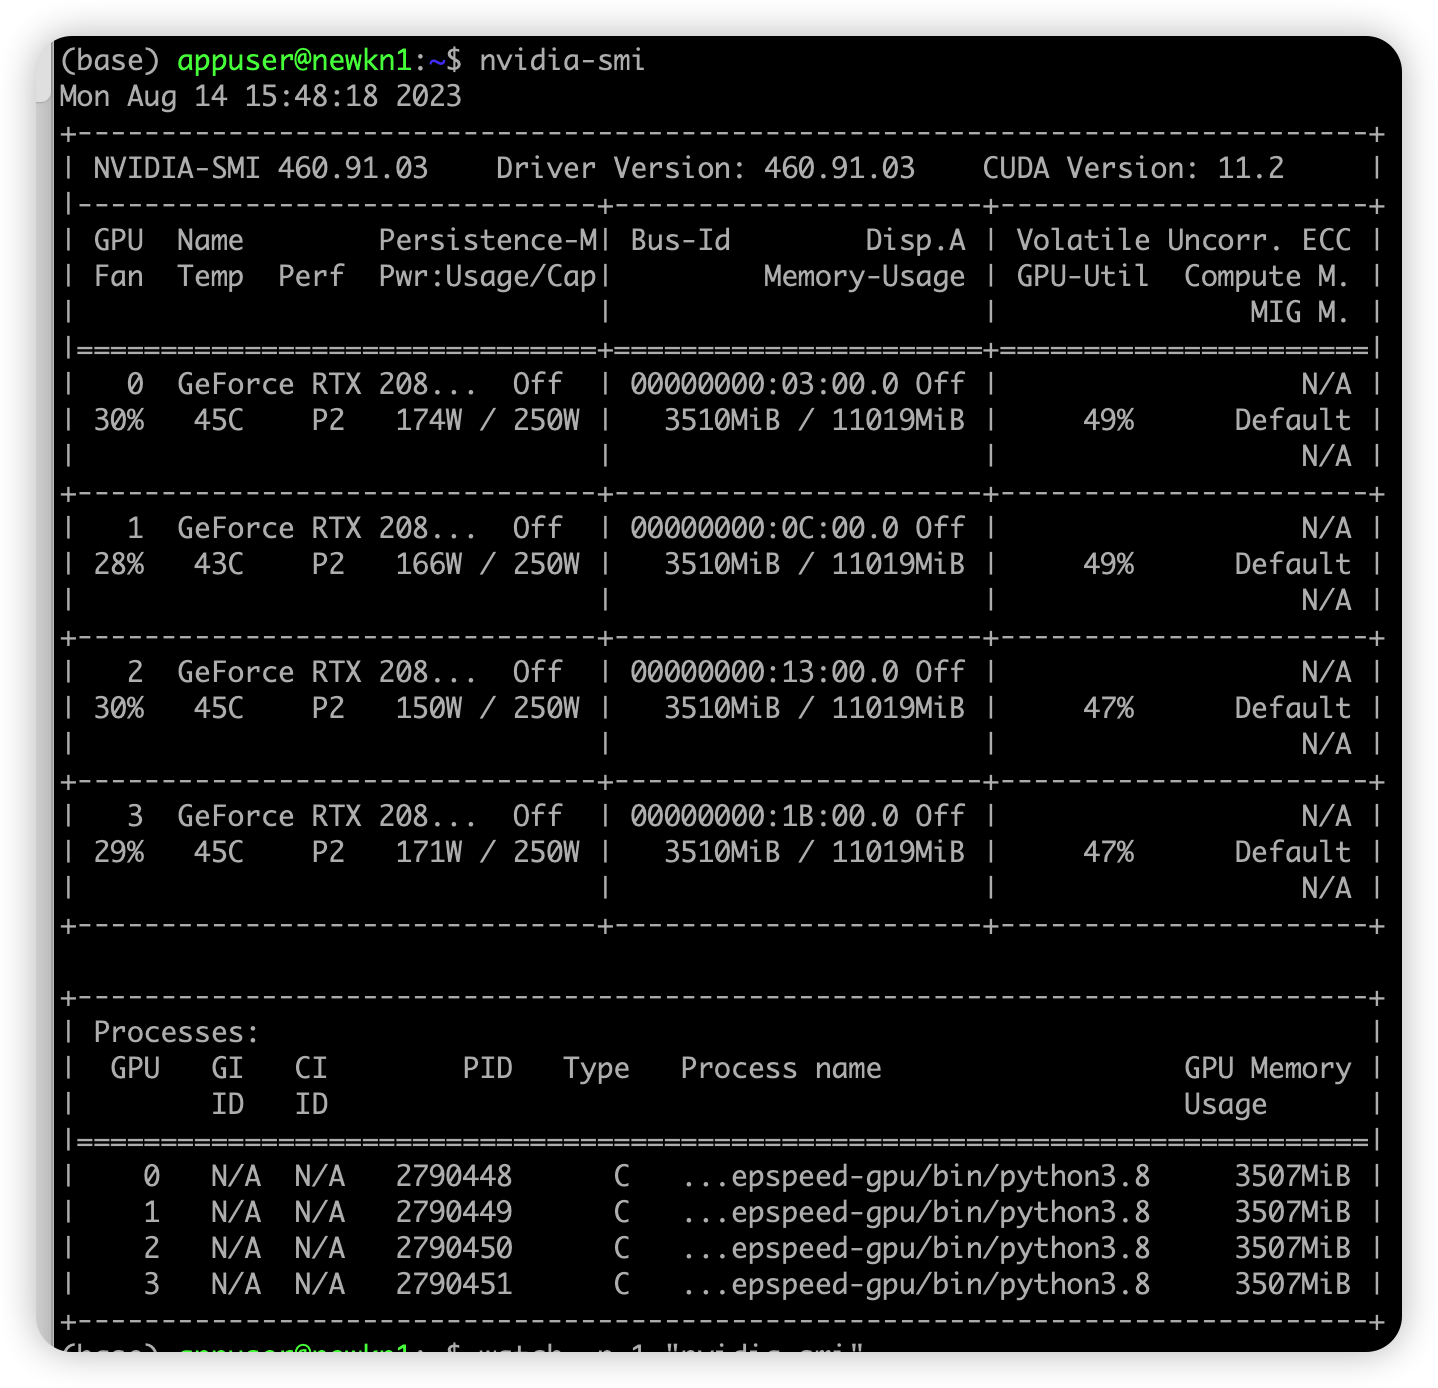 (base) appuser@newkn1:~$ nvidia-smi
Mon Aug 14 15:48:18 2023
+-----------------------------------------------------------------------------+
| NVIDIA-SMI 460.91.03    Driver Version: 460.91.03    CUDA Version: 11.2     |
|-------------------------------+----------------------+----------------------+
| GPU  Name        Persistence-M| Bus-Id        Disp.A | Volatile Uncorr. ECC |
| Fan  Temp  Perf  Pwr:Usage/Cap|         Memory-Usage | GPU-Util  Compute M. |
|                               |                      |               MIG M. |
|===============================+======================+======================|
|   0  GeForce RTX 208...  Off  | 00000000:03:00.0 Off |                  N/A |
| 30%   45C    P2   174W / 250W |   3510MiB / 11019MiB |     49%      Default |
|                               |                      |                  N/A |
+-------------------------------+----------------------+----------------------+
|   1  GeForce RTX 208...  Off  | 00000000:0C:00.0 Off |                  N/A |
| 28%   43C    P2   166W / 250W |   3510MiB / 11019MiB |     49%      Default |
|                               |                      |                  N/A |
+-------------------------------+----------------------+----------------------+
|   2  GeForce RTX 208...  Off  | 00000000:13:00.0 Off |                  N/A |
| 30%   45C    P2   150W / 250W |   3510MiB / 11019MiB |     47%      Default |
|                               |                      |                  N/A |
+-------------------------------+----------------------+----------------------+
|   3  GeForce RTX 208...  Off  | 00000000:1B:00.0 Off |                  N/A |
| 29%   45C    P2   171W / 250W |   3510MiB / 11019MiB |     47%      Default |
|                               |                      |                  N/A |
+-------------------------------+----------------------+----------------------+

+-----------------------------------------------------------------------------+
| Processes:                                                                  |
|  GPU   GI   CI        PID   Type   Process name                  GPU Memory |
|        ID   ID                                                   Usage      |
|=============================================================================|
|    0   N/A  N/A   2790448      C   ...epspeed-gpu/bin/python3.8     3507MiB |
|    1   N/A  N/A   2790449      C   ...epspeed-gpu/bin/python3.8     3507MiB |
|    2   N/A  N/A   2790450      C   ...epspeed-gpu/bin/python3.8     3507MiB |
|    3   N/A  N/A   2790451      C   ...epspeed-gpu/bin/python3.8     3507MiB |
+-----------------------------------------------------------------------------+
(base) appuser@newkn1:~$ watch -n 1 "nvidia-smi"